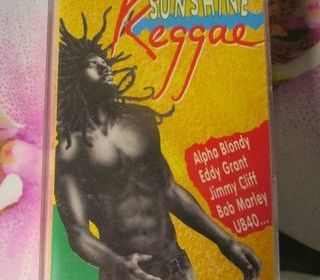 SUNSHINE
Reggae
Alpha Blondy
Eddy Grant
Jimmy Cliff
Bob Marley
UB40...